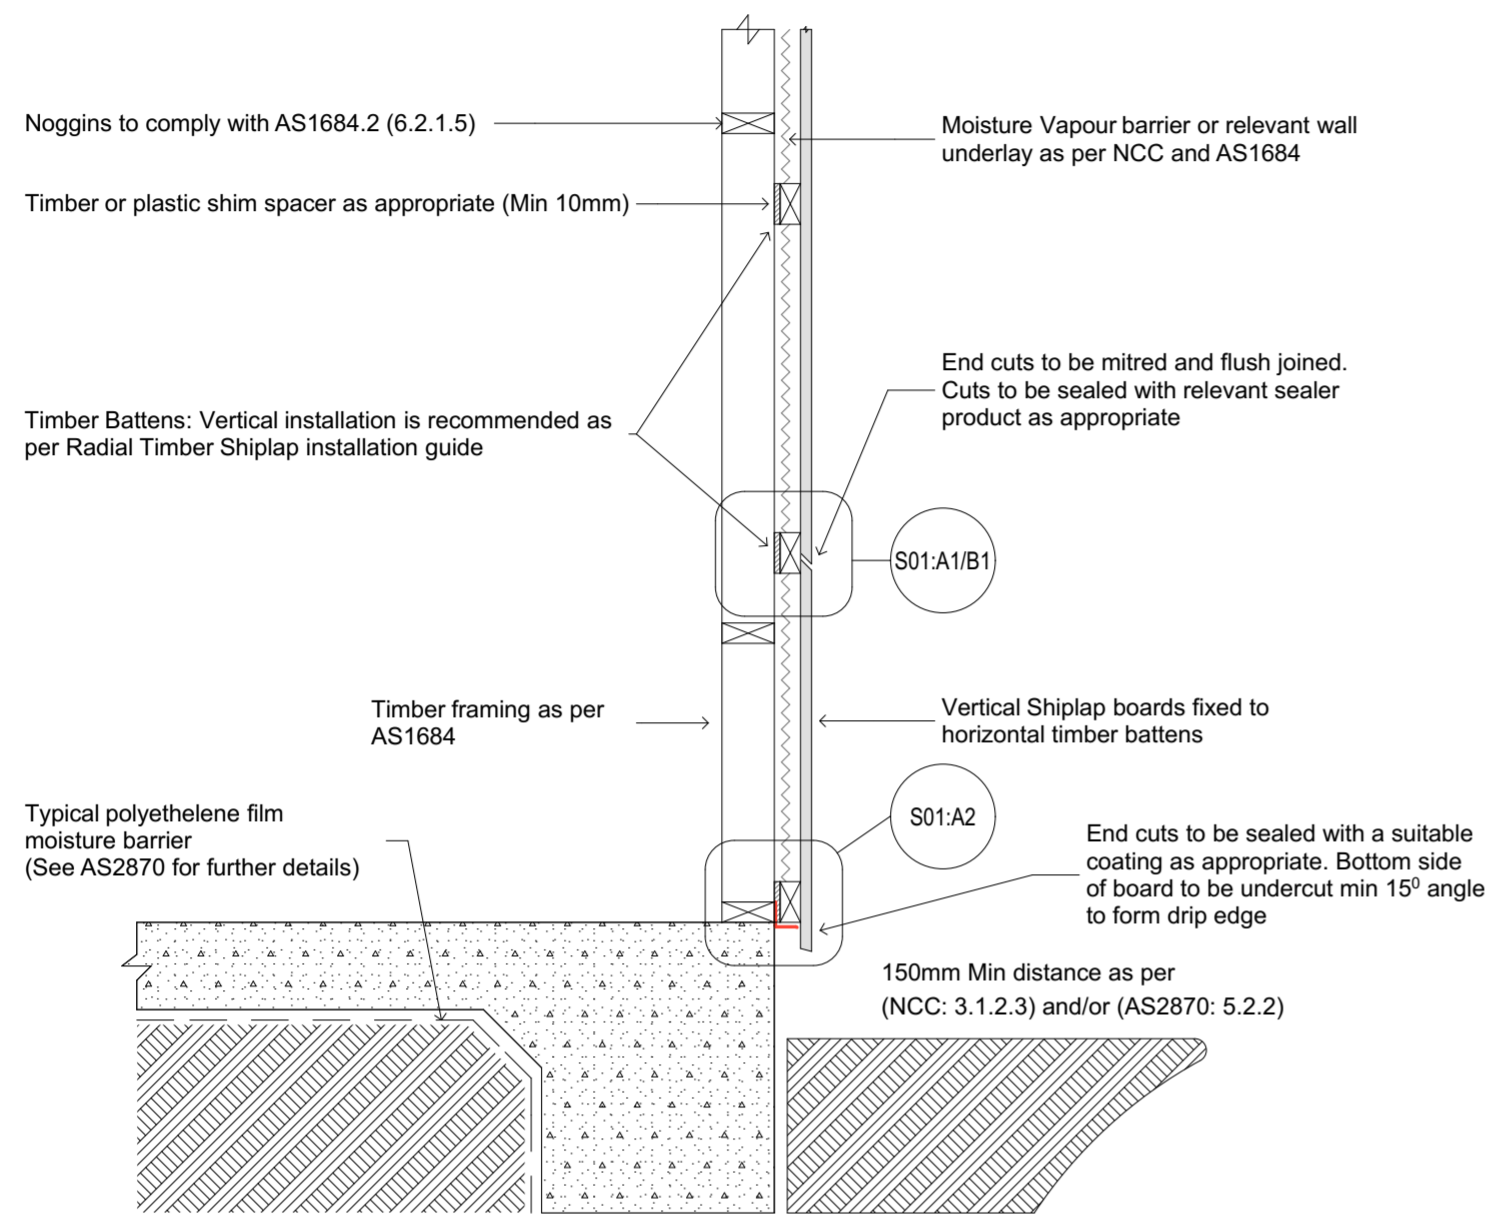 Noggins to comply with AS1684.2 (6.2.1.5)
Timber or plastic shim spacer as appropriate (Min 10mm)
Timber Battens: Vertical installation is recommended as
per Radial Timber Shiplap installation guide
Timber framing as per
AS1684
Typical polyethelene film
moisture barrier
(See AS2870 for further details)
Moisture Vapour barrier or relevant wall
underlay as per NCC and AS1684
End cuts to be mitred and flush joined.
Cuts to be sealed with relevant sealer
product as appropriate
S01:A1/B1
Vertical Shiplap boards fixed to
horizontal timber battens
S01:A2
End cuts to be sealed with a suitable
coating as appropriate. Bottom side
of board to be undercut min 15⁰ angle
to form drip edge
150mm Min distance as per
(NCC: 3.1.2.3) and/or (AS2870: 5.2.2)